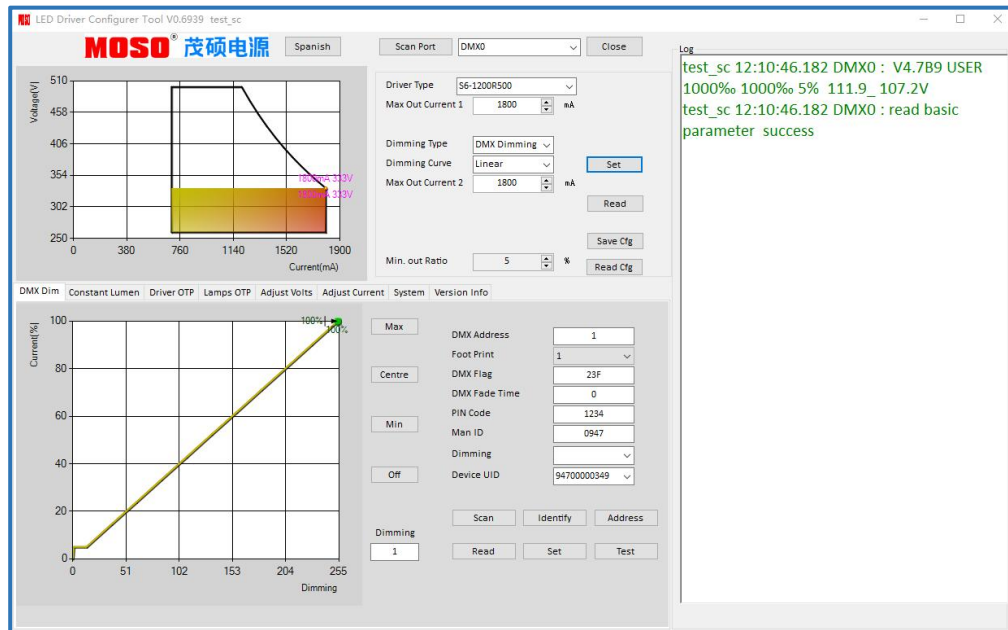 LED Driver Configurer Tool V0.6939 test_sc
MOSO® 茂硕电源
Spanish
Scan Port
DMX0
Close
Voltage[V]
510
458
406
354
302
250
1800mA 333V
1800mA 333V
0 380 760 1140 1520 1900
Current(mA)
Driver Type S6-1200R500
Max Out Current 1 1800 mA
Dimming Type DMX Dimming
Dimming Curve Linear
Set
Max Out Current 2 1800 mA
Read
Save Cfg
Min. out Ratio 5 %
Read Cfg
DMX Dim Constant Lumen Driver OTP Lamps OTP Adjust Volts Adjust Current System Version Info
Current[%]
100
80
60
40
20
0
100%
100%
0 51 102 153 204 255
Dimming
Max
Centre
Min
Off
Dimming
1
DMX Address 1
Foot Print 1
DMX Flag 23F
DMX Fade Time 0
PIN Code 1234
Man ID 0947
Dimming
Device UID 94700000349
Scan Identify Address
Read Set Test
Log
test_sc 12:10:46.182 DMX0 : V4.7B9 USER
1000‰ 1000‰ 5% 111.9_ 107.2V
test_sc 12:10:46.182 DMX0 : read basic
parameter success